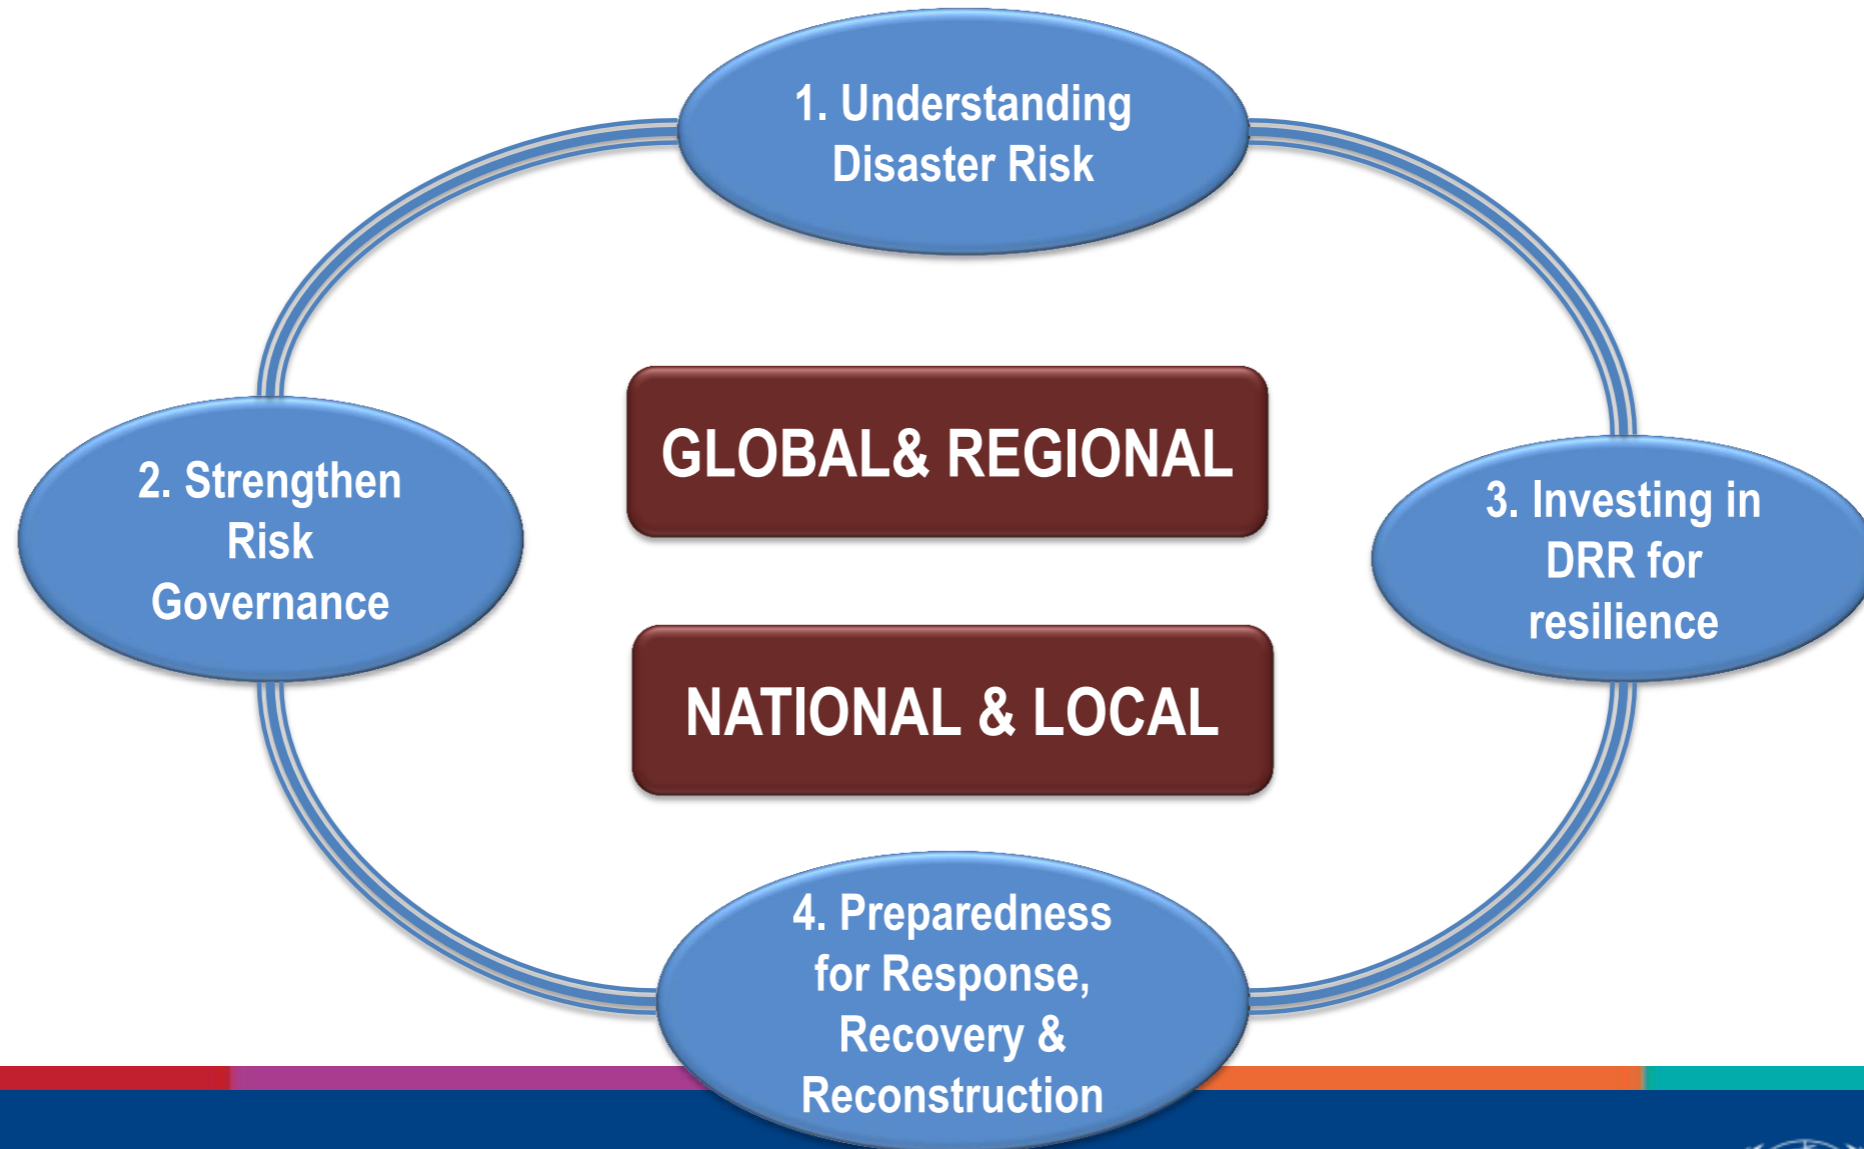 1. Understanding
Disaster Risk
GLOBAL& REGIONAL
2. Strengthen
Risk
Governance
3. Investing in
DRR for
resilience
NATIONAL & LOCAL
4. Preparedness
for Response,
Recovery &
Reconstruction